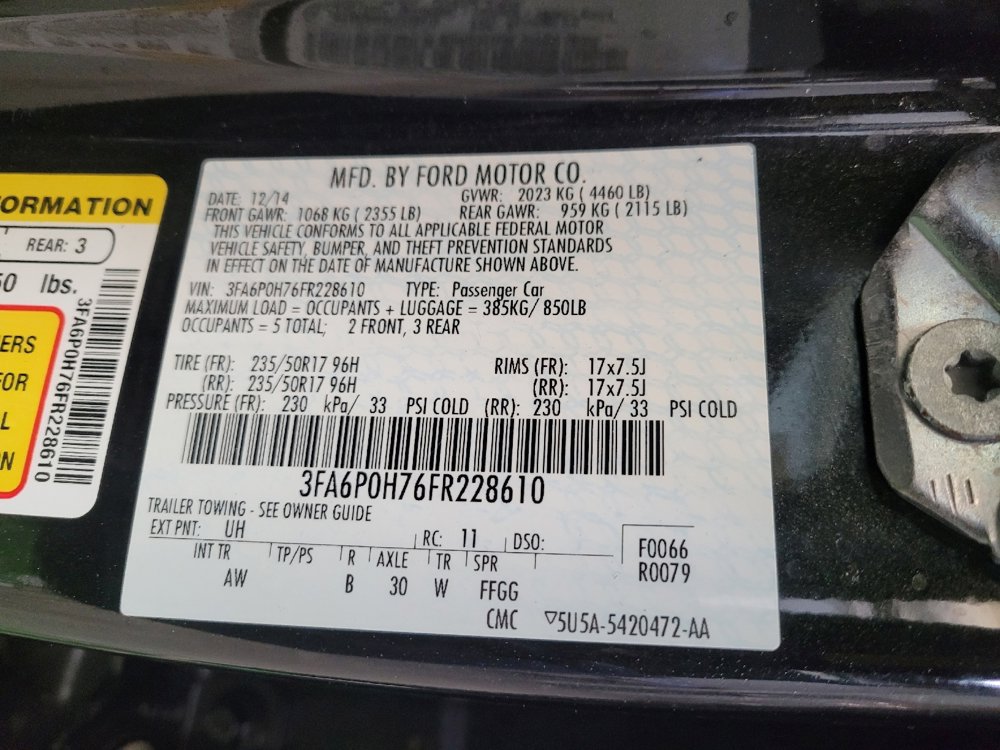 ORMATION
REAR: 3
50 lbs.
3FA6P0H76FR228610
ERS
FOR
L
N
MFD. BY FORD MOTOR CO.
DATE: 12/14 GVWR: 2023 KG ( 4460 LB)
FRONT GAWR: 1068 KG ( 2355 LB) REAR GAWR: 959 KG ( 2115 LB)
THIS VEHICLE CONFORMS TO ALL APPLICABLE FEDERAL MOTOR
VEHICLE SAFETY, BUMPER, AND THEFT PREVENTION STANDARDS
IN EFFECT ON THE DATE OF MANUFACTURE SHOWN ABOVE.
VIN: 3FA6P0H76FR228610 TYPE: Passenger Car
MAXIMUM LOAD = OCCUPANTS + LUGGAGE = 385KG/ 850LB
OCCUPANTS = 5 TOTAL; 2 FRONT, 3 REAR
TIRE (FR): 235/50R17 96H RIMS (FR): 17x7.5J
(RR): 235/50R17 96H (RR): 17x7.5J
PRESSURE (FR): 230 kPa/ 33 PSI COLD (RR): 230 kPa/ 33 PSI COLD
3FA6P0H76FR228610
TRAILER TOWING - SEE OWNER GUIDE
EXT PNT: UH RC: 11 DSO:
INT TR TP/PS R AXLE TR SPR
AW B 30 W FFGG
F0066
R0079
CMC ▽5U5A-5420472-AA